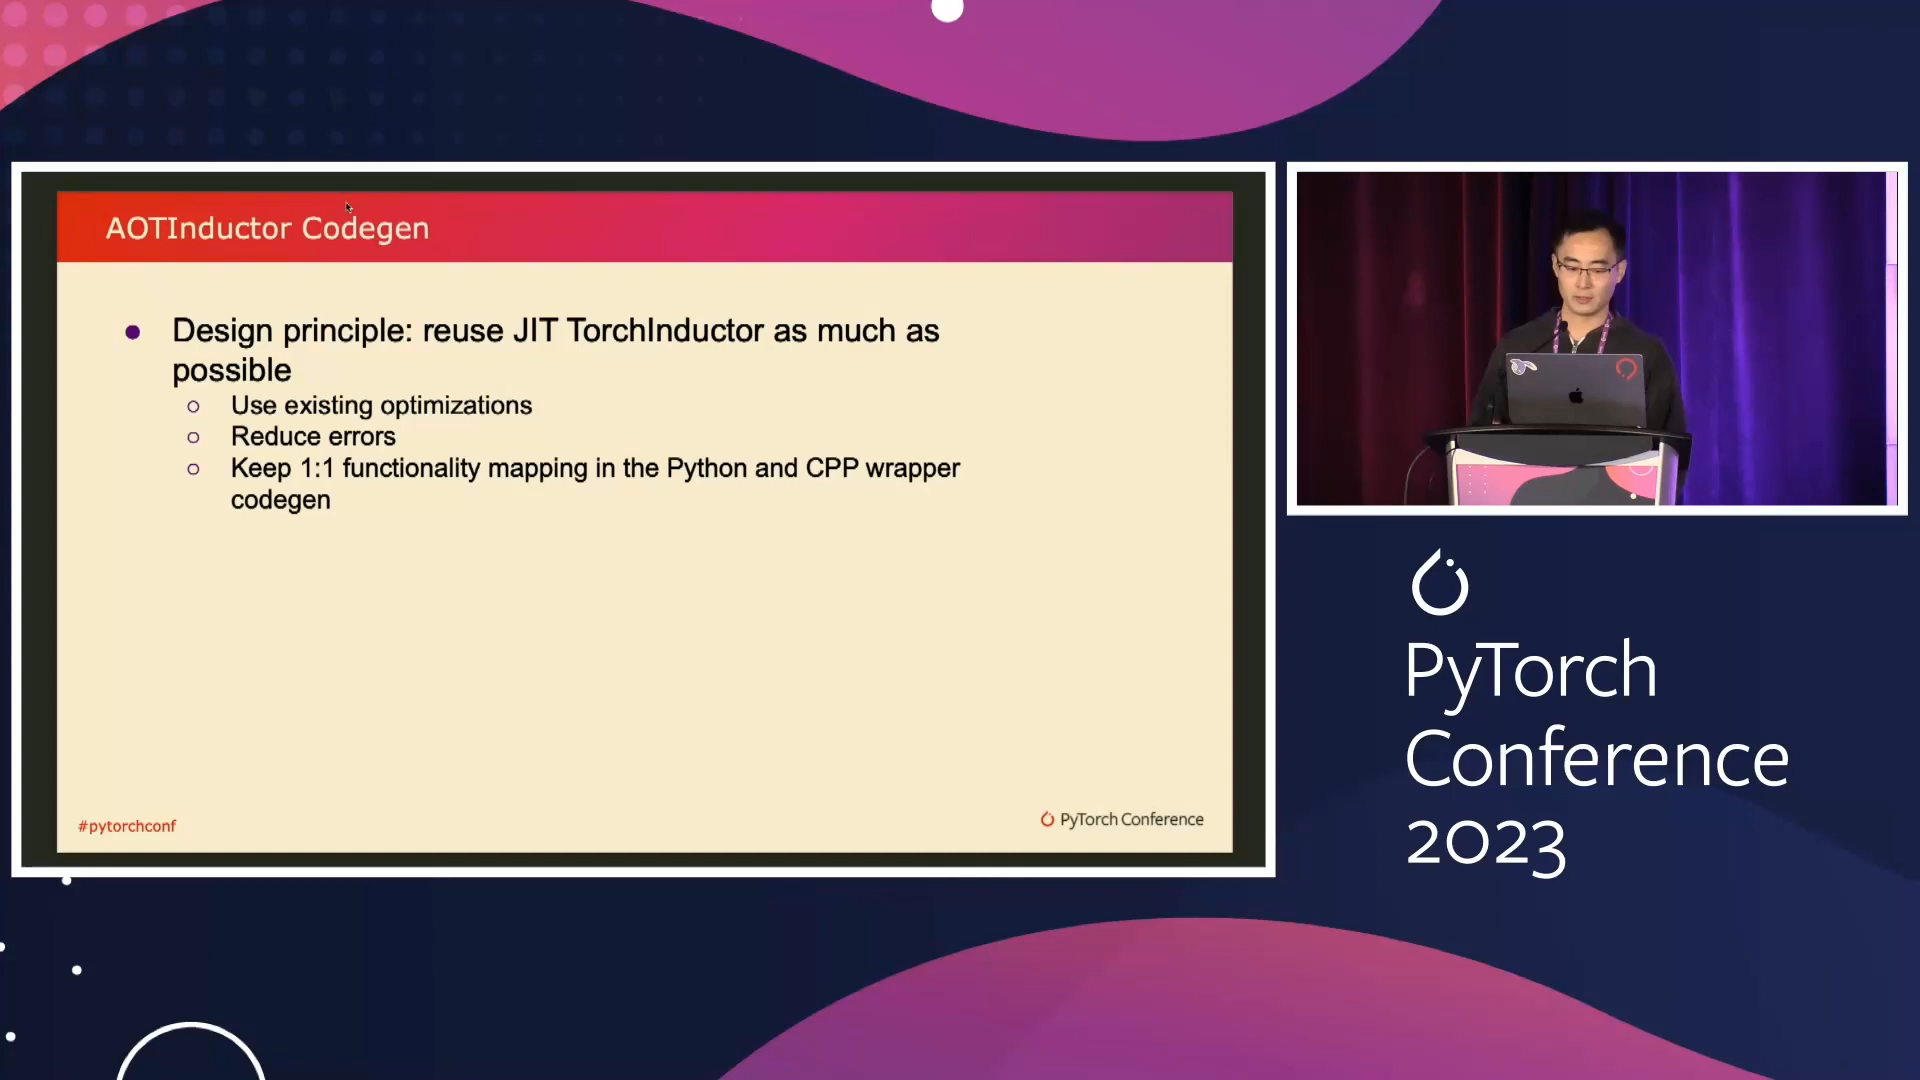 AOTInductor Codegen
Design principle: reuse JIT TorchInductor as much as
possible
Use existing optimizations
Reduce errors
Keep 1:1 functionality mapping in the Python and CPP wrapper
codegen
#pytorchconf
PyTorch Conference
PyTorch
Conference
2023